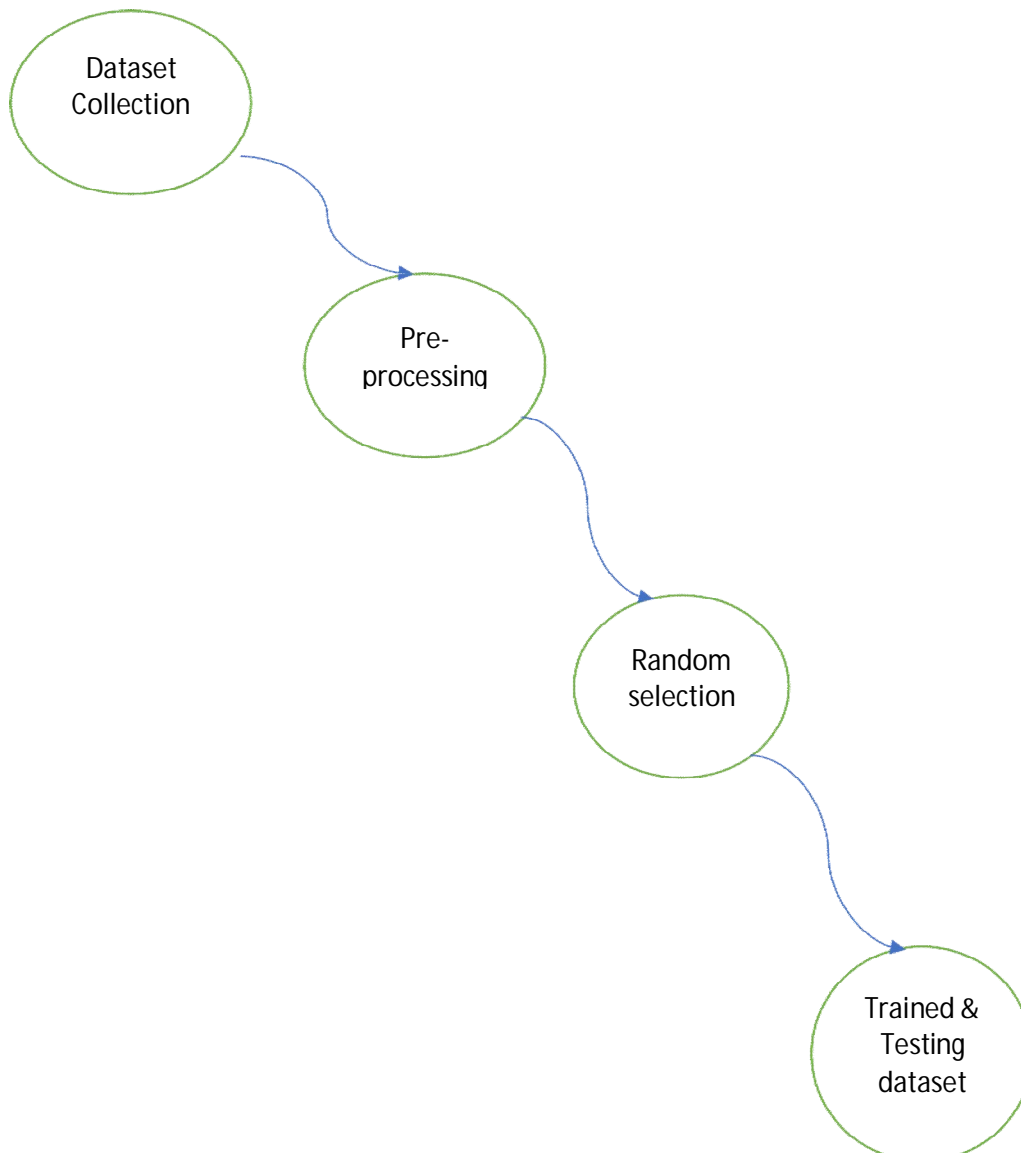 Dataset
Collection
Pre-
processing
Random
selection
Trained &
Testing
dataset